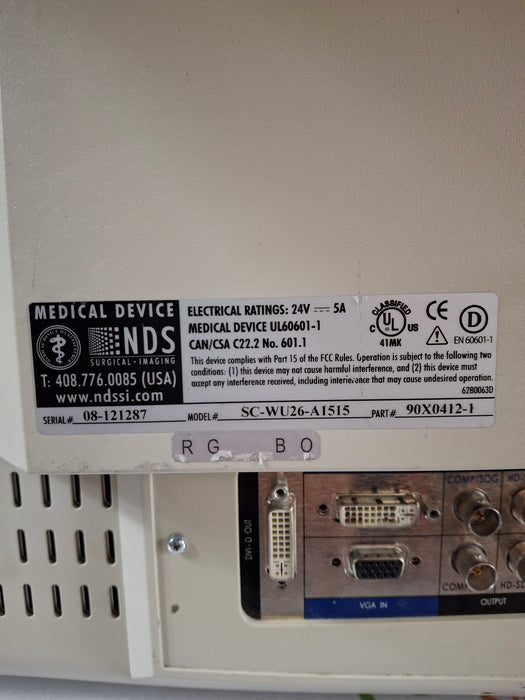 MEDICAL DEVICE
NDS
SURGICAL • IMAGING
T: 408.776.0085 (USA)
www.ndssi.com
ELECTRICAL RATINGS: 24V 5A
MEDICAL DEVICE UL60601-1
CAN/CSA C22.2 No. 601.1
CLASSIFIED
C UL US
41MK
CE
D
EN 60601-1
This device complies with Part 15 of the FCC Rules. Operation is subject to the following two
conditions: (1) this device may not cause harmful interference, and (2) this device must
accept any interference received, including interierance that may cause undesired operation.
62B0063D
SERIAL# 08-121287 MODEL# SC-WU26-A1515 PART# 90X0412-1
R G B O
DVI-D OUT
COMP/SOG
VGA IN
OUTPUT